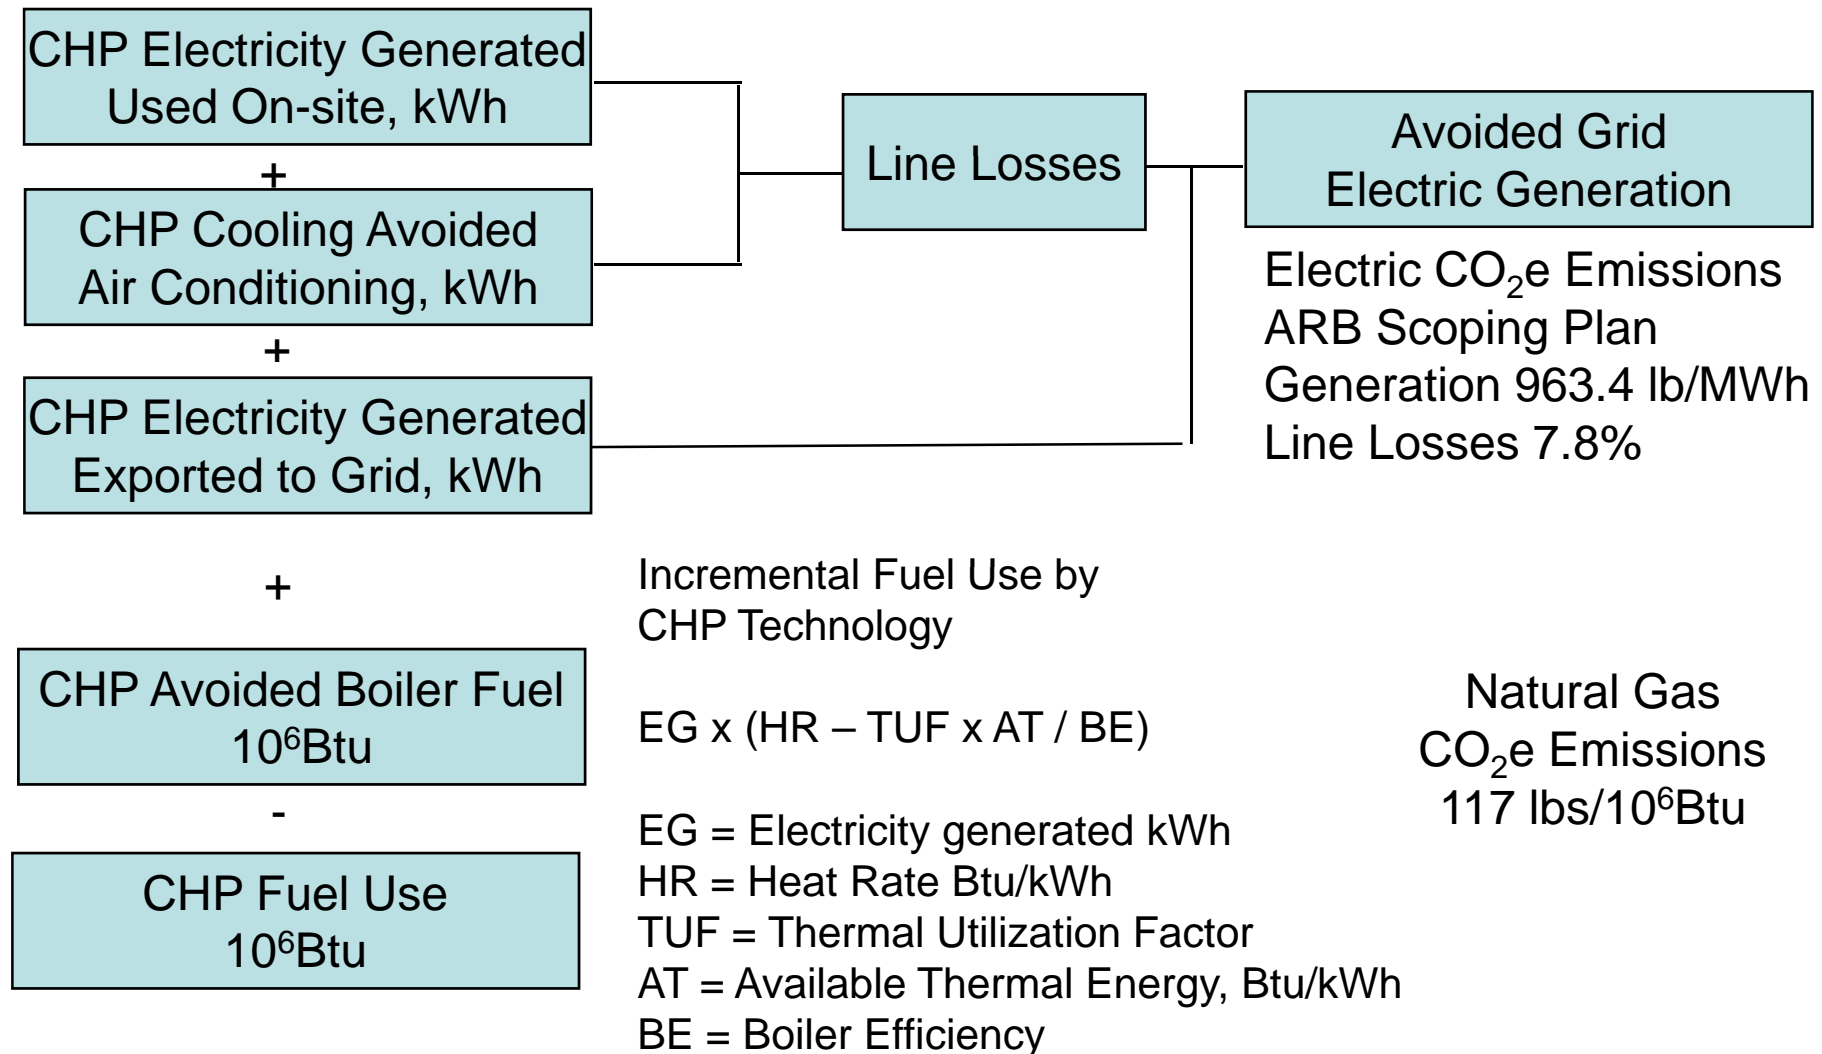 CHP Electricity Generated
Used On-site, kWh
+
CHP Cooling Avoided
Air Conditioning, kWh
+
CHP Electricity Generated
Exported to Grid, kWh
+
CHP Avoided Boiler Fuel
10⁶Btu
-
CHP Fuel Use
10⁶Btu
Line Losses
Avoided Grid
Electric Generation
Electric CO₂e Emissions
ARB Scoping Plan
Generation 963.4 lb/MWh
Line Losses 7.8%
Incremental Fuel Use by
CHP Technology
EG x (HR – TUF x AT / BE)
EG = Electricity generated kWh
HR = Heat Rate Btu/kWh
TUF = Thermal Utilization Factor
AT = Available Thermal Energy, Btu/kWh
BE = Boiler Efficiency
Natural Gas
CO₂e Emissions
117 lbs/10⁶Btu